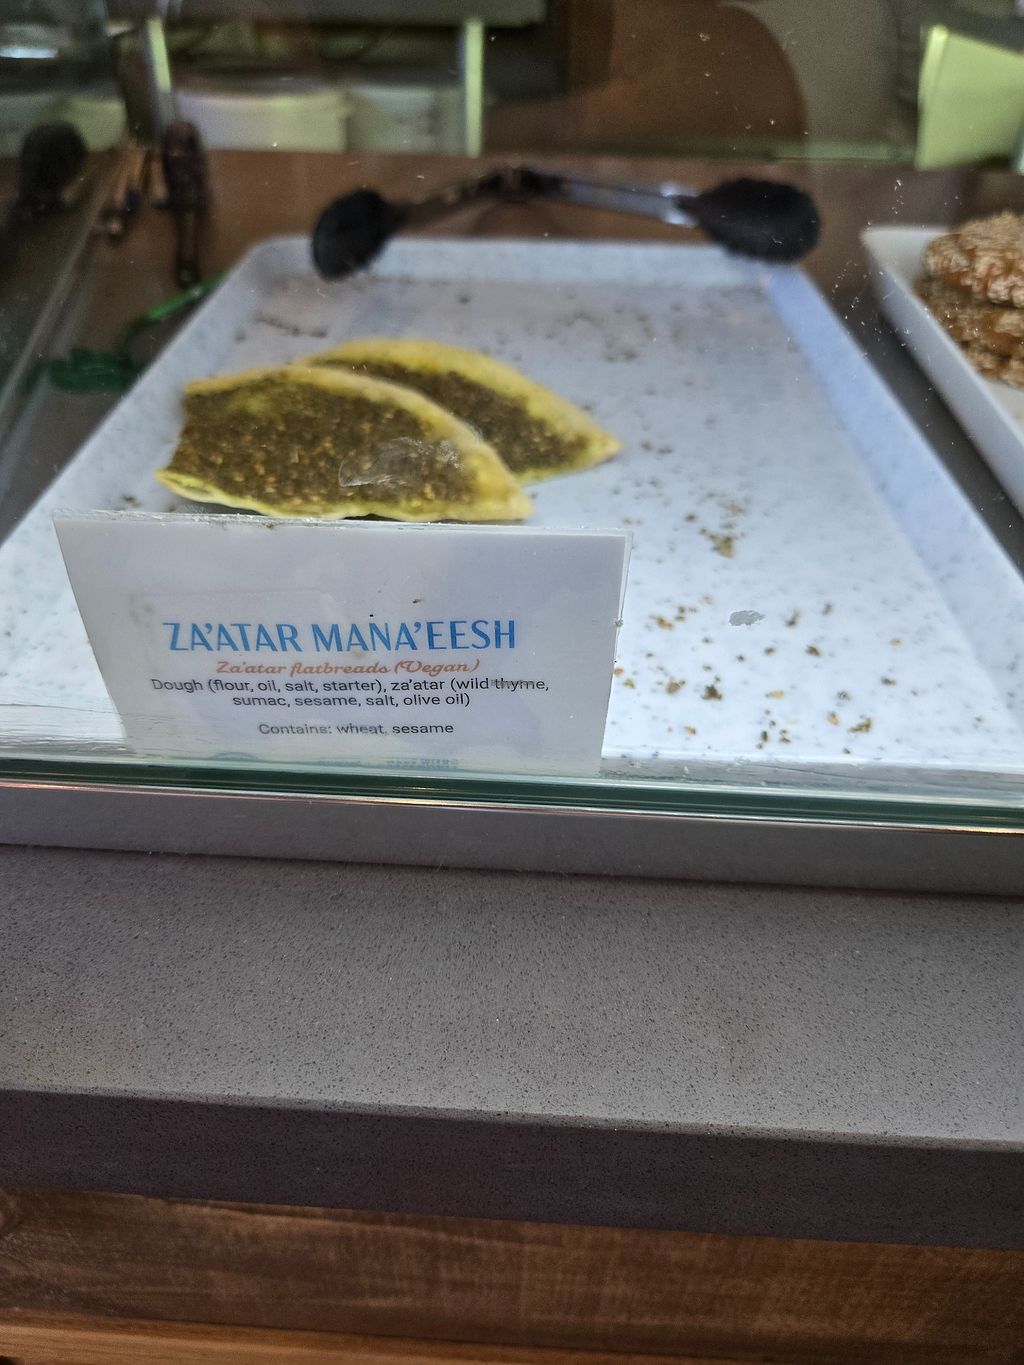 ZA'ATAR MANA'EESH
Za'atar flatbreads (Vegan)
Dough (flour, oil, salt, starter), za'atar (wild thyme,
sumac, sesame, salt, olive oil)
Contains: wheat, sesame